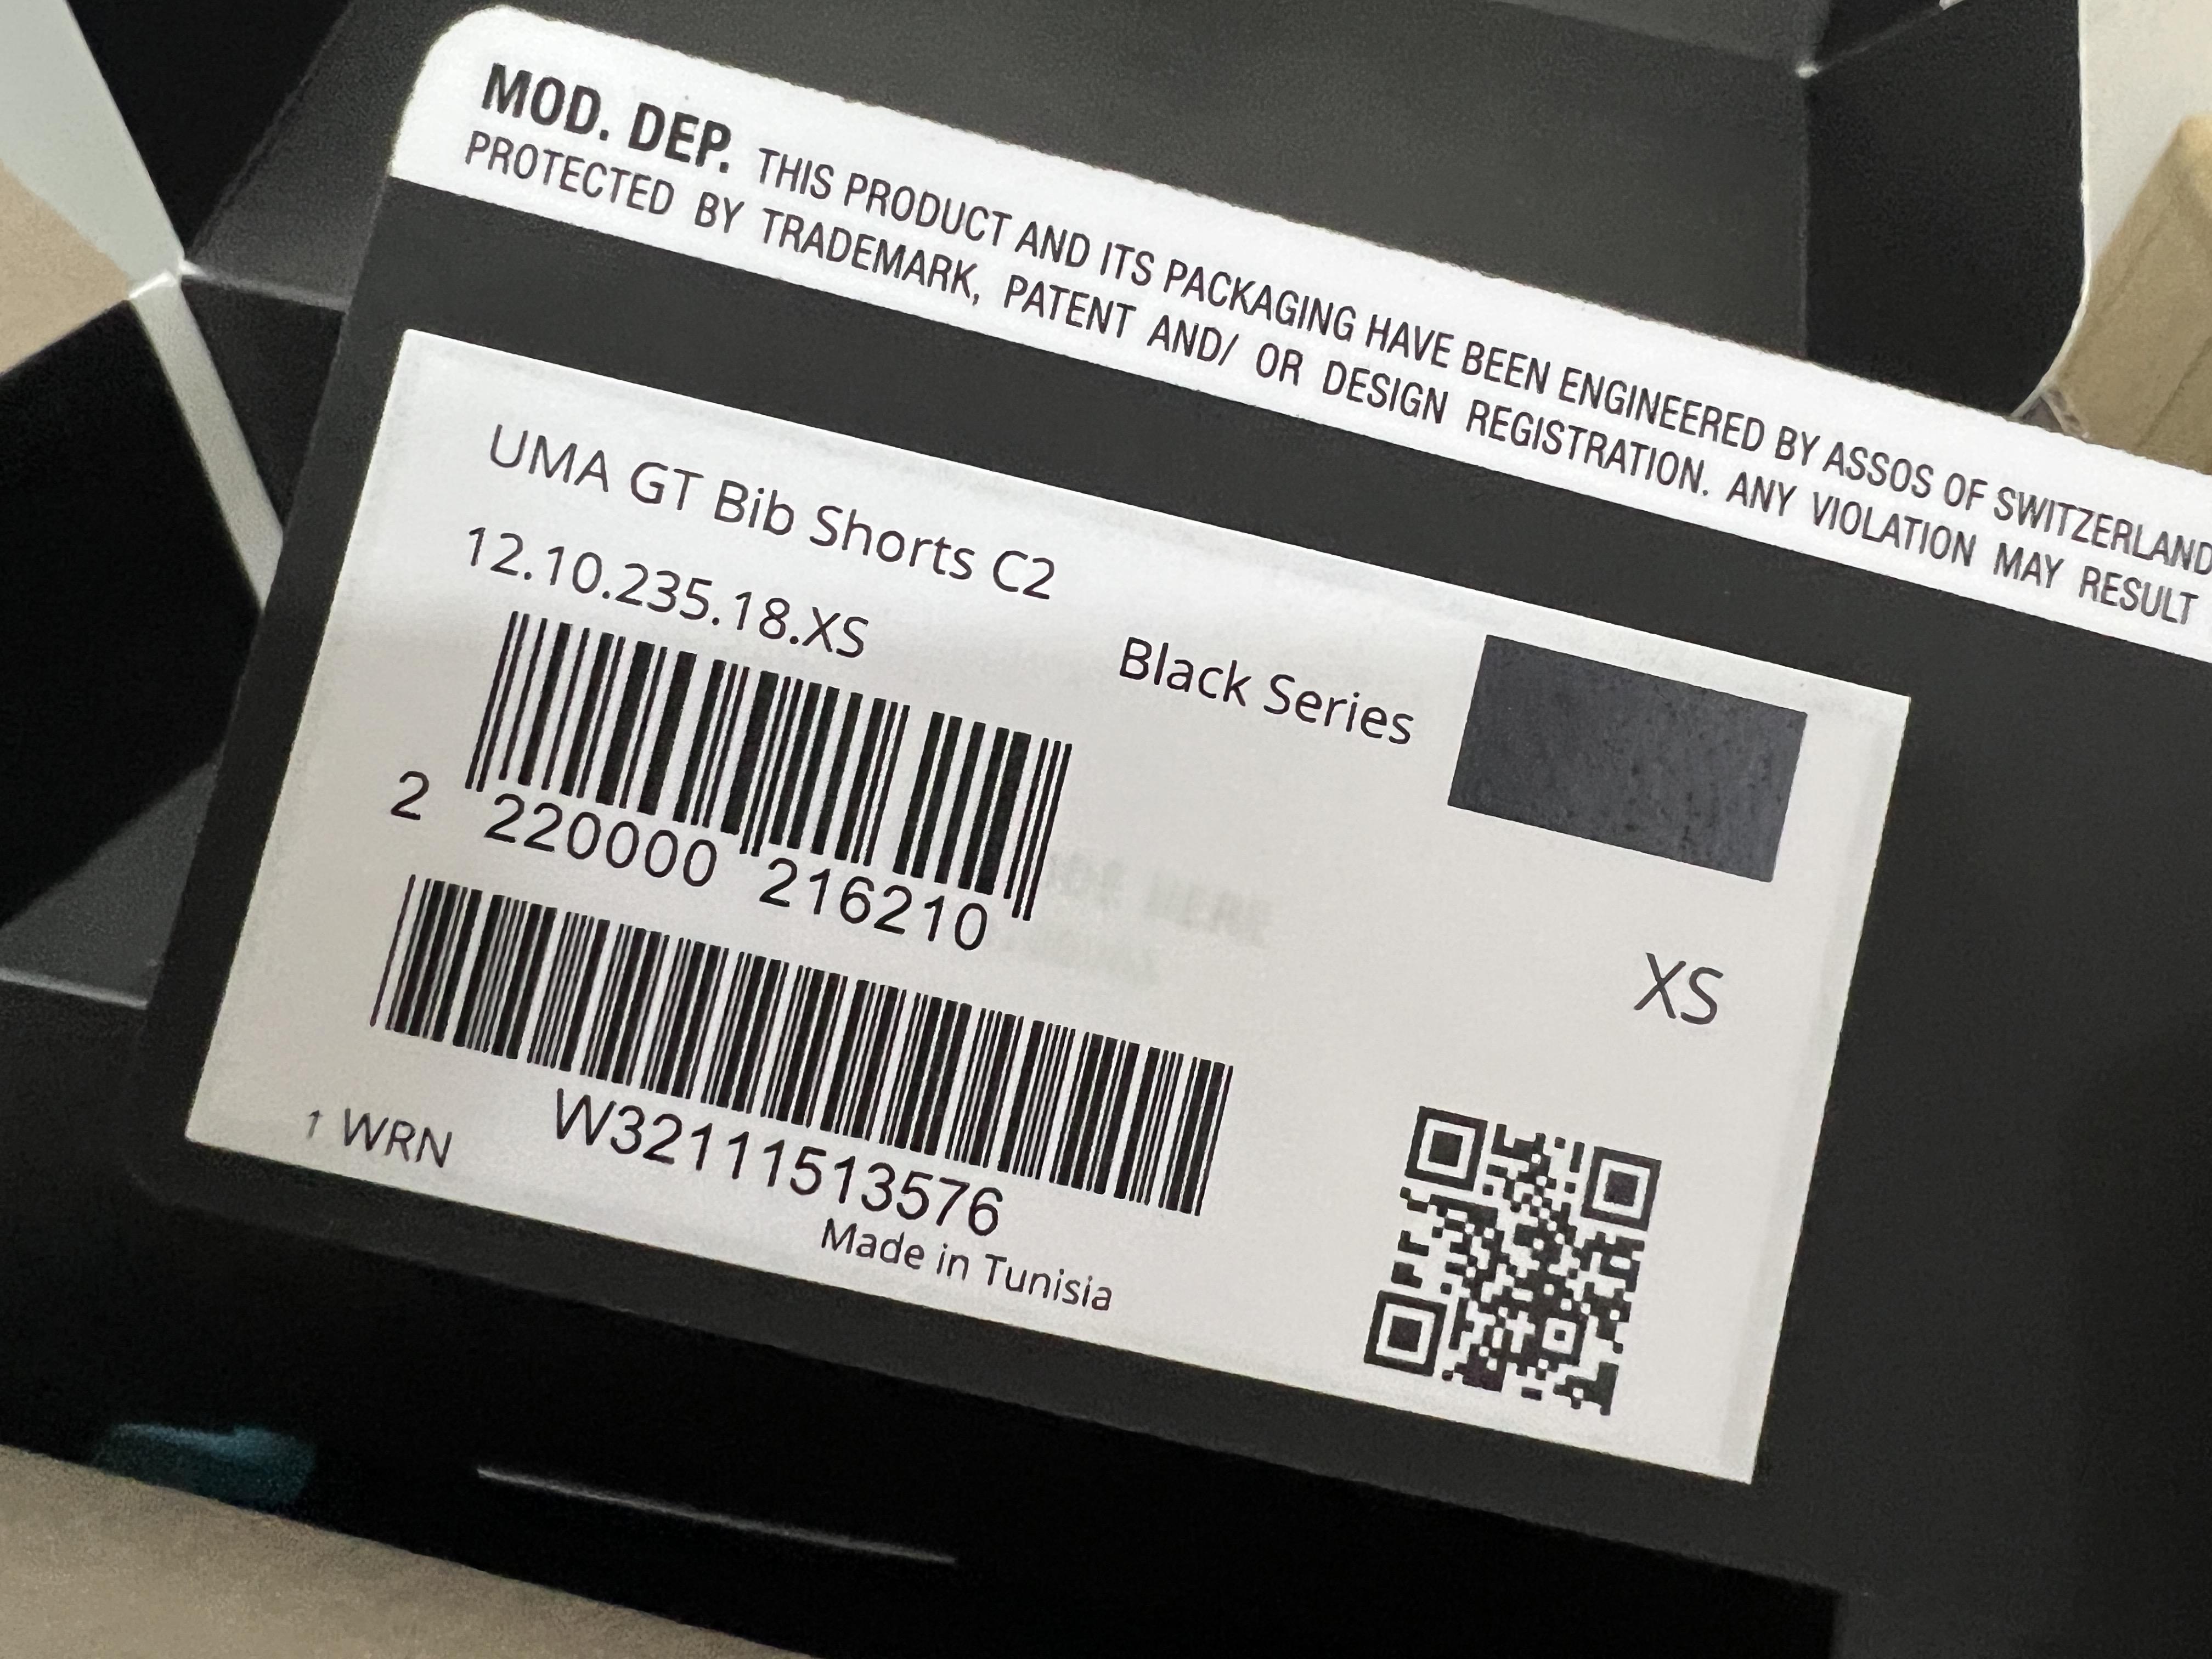 MOD. DEP. THIS PRODUCT AND ITS PACKAGING HAVE BEEN ENGINEERED BY ASSOS OF SWITZERLAND
PROTECTED BY TRADEMARK, PATENT AND/ OR DESIGN REGISTRATION. ANY VIOLATION MAY RESULT
UMA GT Bib Shorts C2
12.10.235.18.XS
Black Series
2 220000 216210
XS
W32111513576
↑ WRN
Made in Tunisia